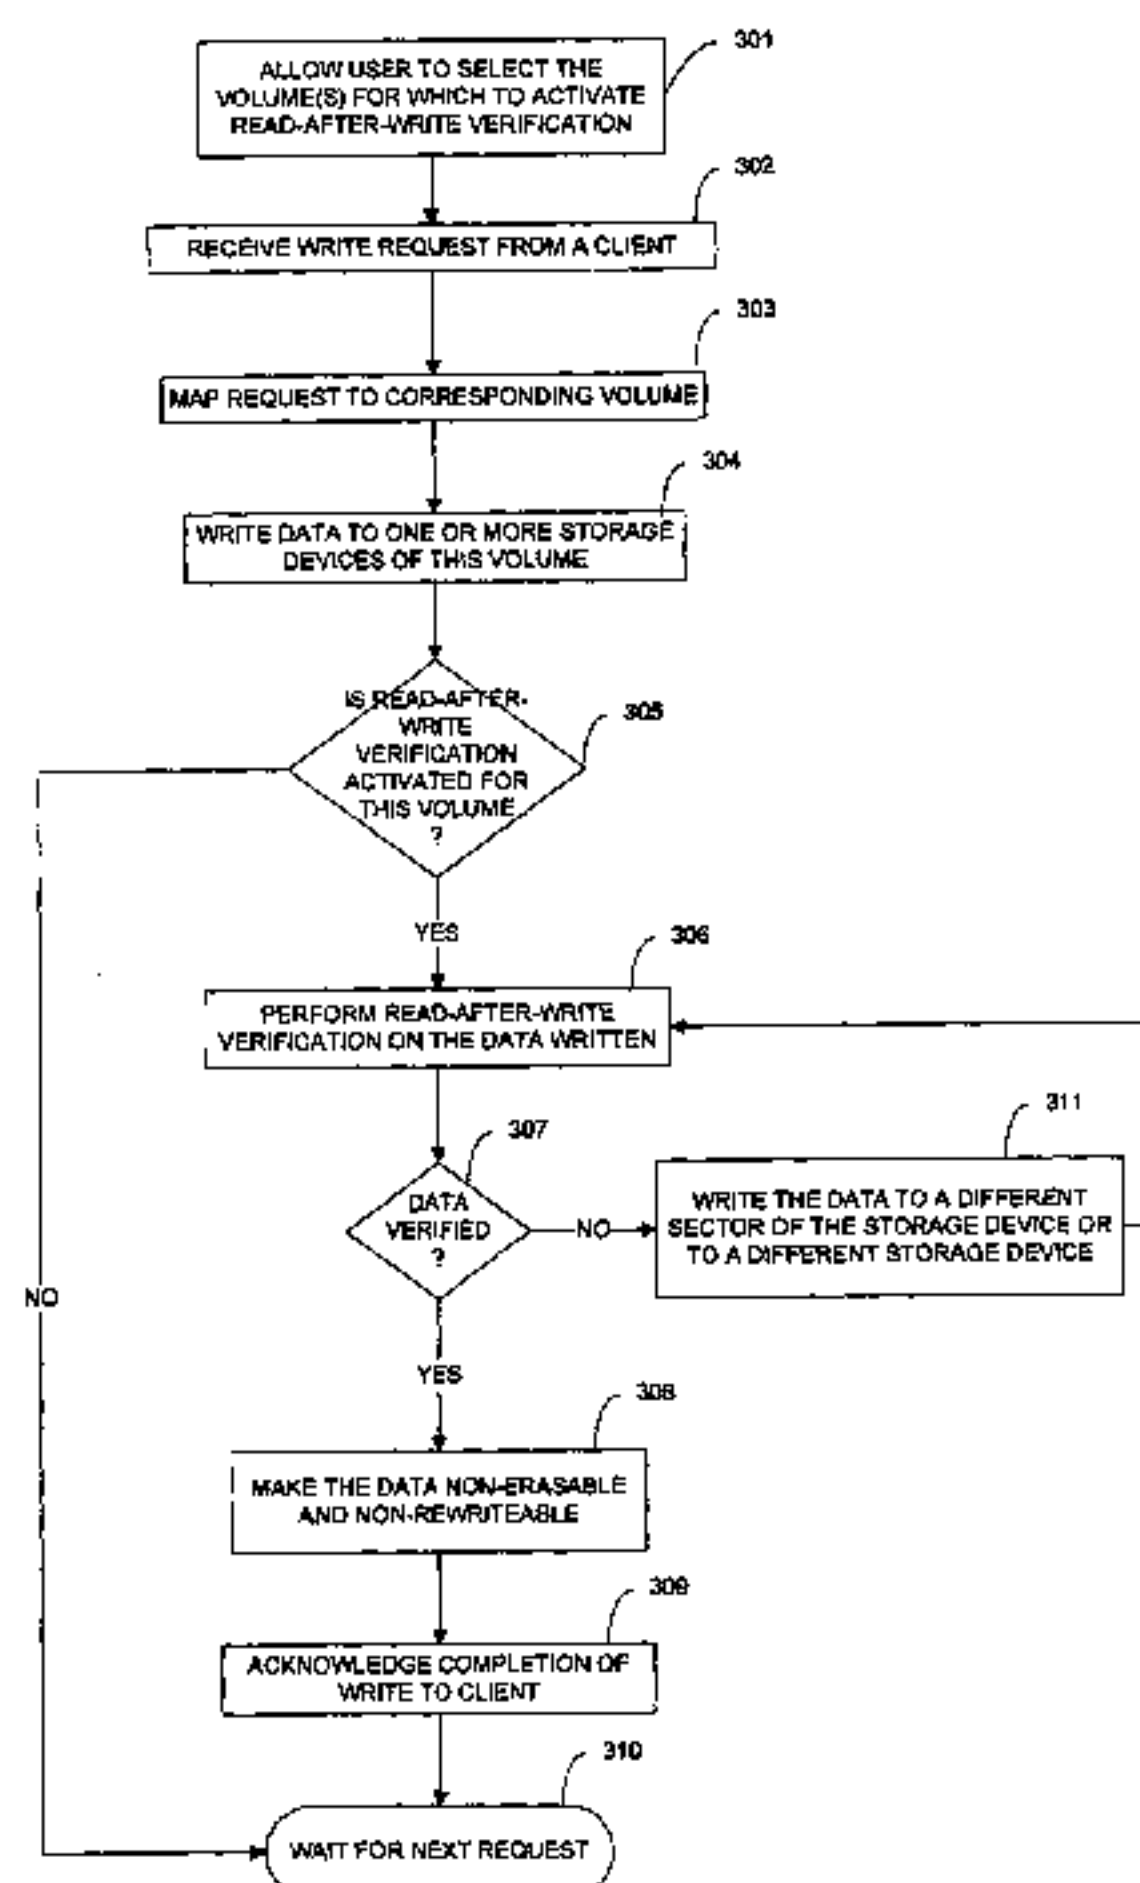 301
ALLOW USER TO SELECT THE
VOLUME(S) FOR WHICH TO ACTIVATE
READ-AFTER-WRITE VERIFICATION
302
RECEIVE WRITE REQUEST FROM A CLIENT
303
MAP REQUEST TO CORRESPONDING VOLUME
304
WRITE DATA TO ONE OR MORE STORAGE
DEVICES OF THIS VOLUME
305
IS READ-AFTER-
WRITE
VERIFICATION
ACTIVATED FOR
THIS VOLUME
?
YES
306
PERFORM READ-AFTER-WRITE
VERIFICATION ON THE DATA WRITTEN
307
DATA
VERIFIED
?
NO
311
WRITE THE DATA TO A DIFFERENT
SECTOR OF THE STORAGE DEVICE OR
TO A DIFFERENT STORAGE DEVICE
NO
YES
308
MAKE THE DATA NON-ERASABLE
AND NON-REWRITEABLE
309
ACKNOWLEDGE COMPLETION OF
WRITE TO CLIENT
310
WAIT FOR NEXT REQUEST